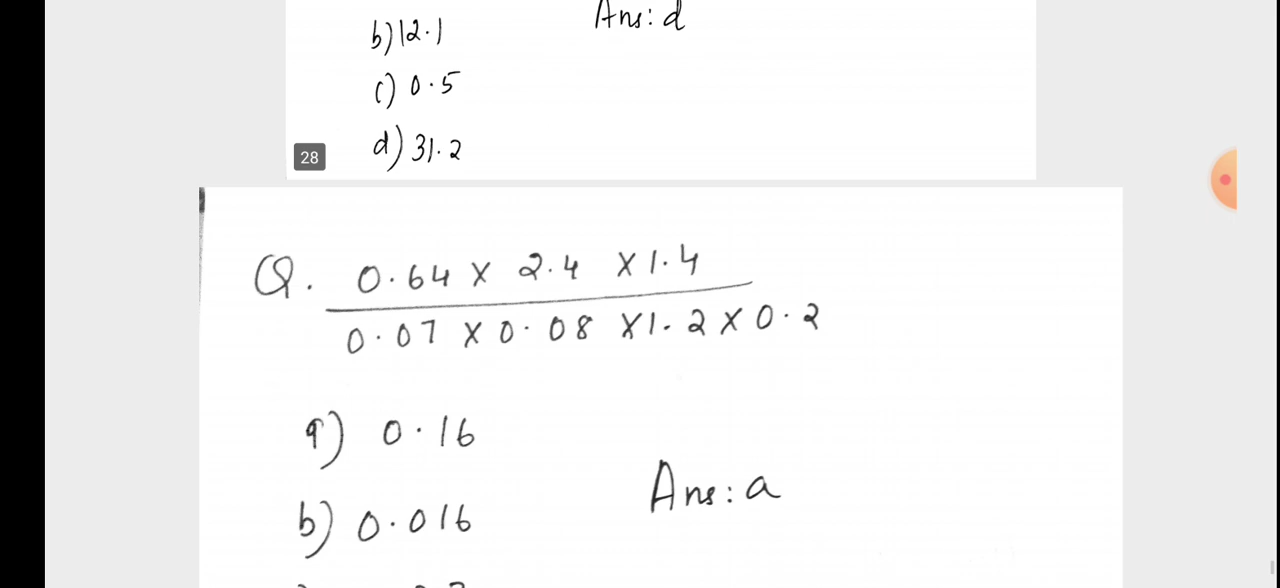 b) 12.1
Ans: d
c) 0.5
d) 31.2
28
Q. 0.64 x 2.4 x 1.4
0.07 x 0.08 x 1.2 x 0.2
a) 0.16
Ans: a
b) 0.016